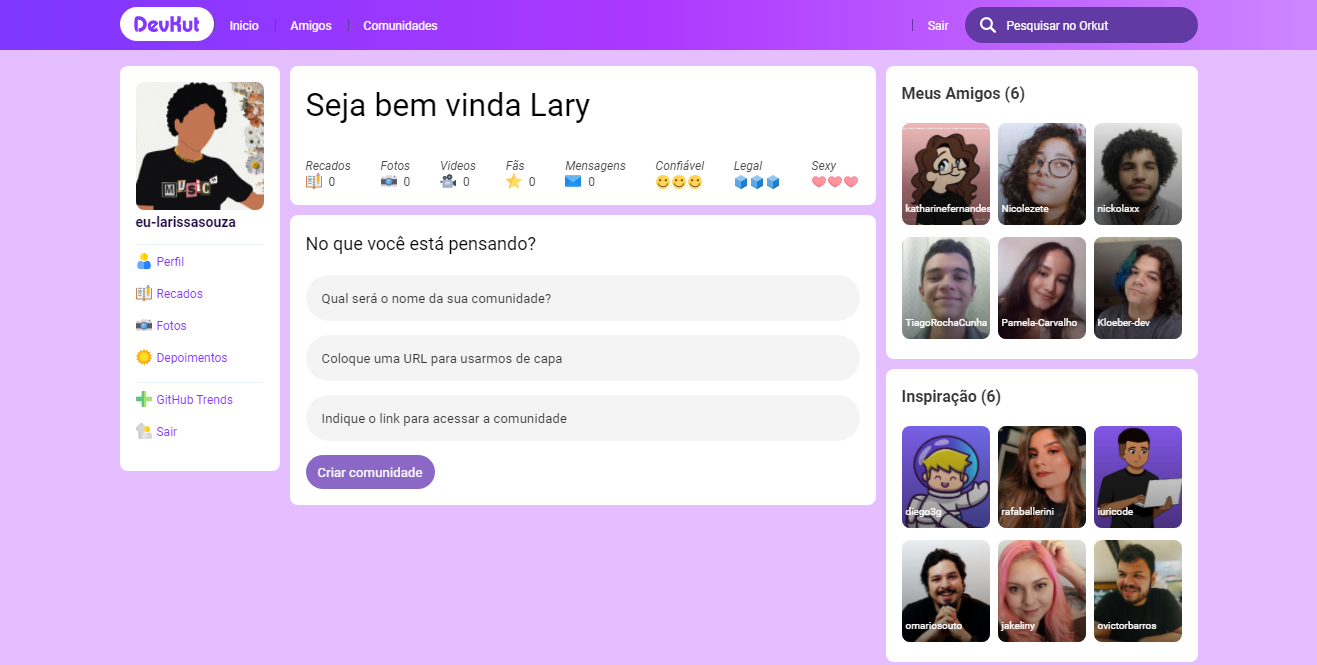 DevKut
Inicio
Amigos
Comunidades
Sair
Pesquisar no Orkut
MUSIC
eu-larissasouza
Perfil
Recados
Fotos
Depoimentos
GitHub Trends
Sair
Seja bem vinda Lary
Recados Fotos Videos Fãs Mensagens Confiável Legal Sexy
0 0 0 0 0
No que você está pensando?
Qual será o nome da sua comunidade?
Coloque uma URL para usarmos de capa
Indique o link para acessar a comunidade
Criar comunidade
Meus Amigos (6)
katharinefernandes
Nicolezete
nickolaxx
TiagoRochaCunha
Pamela-Carvalho
Kloeber-dev
Inspiração (6)
diego3g
rafaballerini
iuricode
omariosouto
jakeliny
ovictorbarros